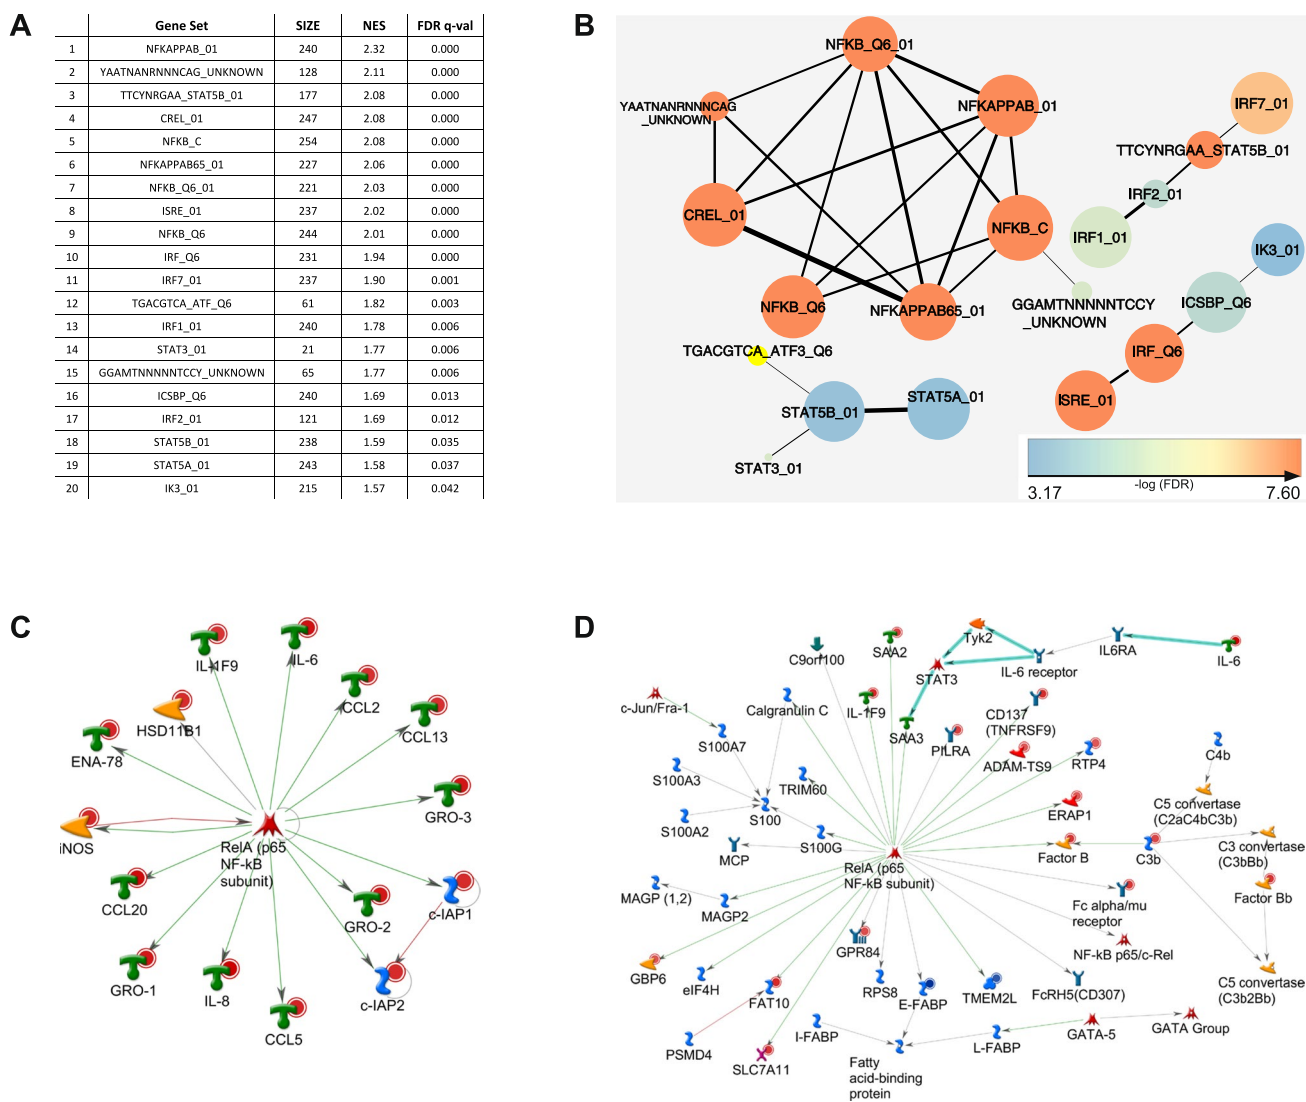 A
Gene Set SIZE NES FDR q-val
1 NFKAPPAB_01 240 2.32 0.000
2 YAATNANRNNNCAG_UNKNOWN 128 2.11 0.000
3 TTCYNRGAA_STAT5B_01 177 2.08 0.000
4 CREL_01 247 2.08 0.000
5 NFKB_C 254 2.08 0.000
6 NFKAPPAB65_01 227 2.06 0.000
7 NFKB_Q6_01 221 2.03 0.000
8 ISRE_01 237 2.02 0.000
9 NFKB_Q6 244 2.01 0.000
10 IRF_Q6 231 1.94 0.000
11 IRF7_01 237 1.90 0.001
12 TGACGTCA_ATF_Q6 61 1.82 0.003
13 IRF1_01 240 1.78 0.006
14 STAT3_01 21 1.77 0.006
15 GGAMTNNNNNTCCY_UNKNOWN 65 1.77 0.006
16 ICSBP_Q6 240 1.69 0.013
17 IRF2_01 121 1.69 0.012
18 STAT5B_01 238 1.59 0.035
19 STAT5A_01 243 1.58 0.037
20 IK3_01 215 1.57 0.042
B
NFKB_Q6_01
YAATNANRNNNCAG
_UNKNOWN
NFKAPPAB_01
IRF7_01
TTCYNRGAA_STAT5B_01
IRF2_01
CREL_01
NFKB_C
IRF1_01
IK3_01
NFKB_Q6
NFKAPPAB65_01
GGAMTNNNNNTCCY
_UNKNOWN
ICSBP_Q6
TGACGTCA_ATF3_Q6
IRF_Q6
STAT5B_01
STAT5A_01
ISRE_01
STAT3_01
3.17
-log (FDR)
7.60
C
IL-1F9
IL-6
CCL2
HSD11B1
CCL13
ENA-78
GRO-3
iNOS
RelA (p65
NF-kB
subunit)
CCL20
GRO-2
c-IAP1
GRO-1
IL-8
c-IAP2
CCL5
D
C9orf100
SAA2
Tyk2
IL6RA
IL-6
STAT3
IL-6 receptor
c-Jun/Fra-1
Calgranulin C
IL-1F9
SAA3
CD137
(TNFRSF9)
S100A7
PILRA
ADAM-TS9
RTP4
C4b
S100A3
TRIM60
S100
S100A2
ERAP1
C5 convertase
(C2aC4bC3b)
MCP
S100G
RelA (p65
NF-kB subunit)
Factor B
C3b
C3 convertase
(C3bBb)
MAGP (1,2)
MAGP2
Fc alpha/mu
receptor
Factor Bb
GPR84
NF-kB p65/c-Rel
GBP6
eIF4H
FAT10
RPS8
E-FABP
TMEM2L
FcRH5(CD307)
C5 convertase
(C3b2Bb)
PSMD4
I-FABP
L-FABP
GATA-5
GATA Group
SLC7A11
Fatty
acid-binding
protein